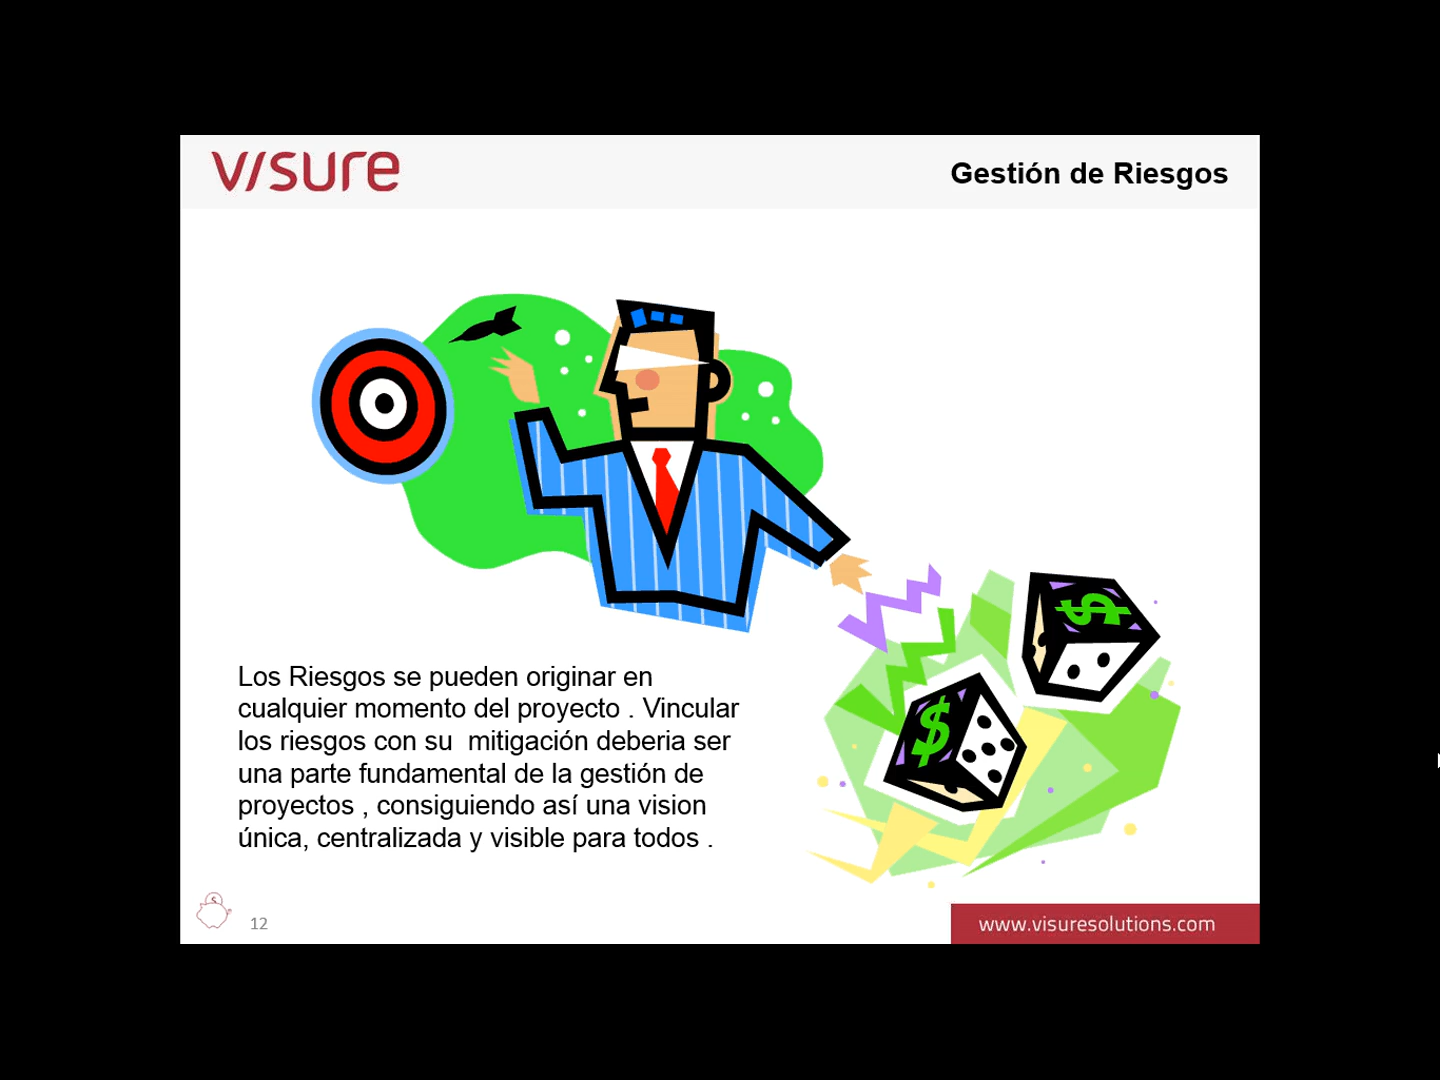 visure
Gestión de Riesgos
$
$
Los Riesgos se pueden originar en
cualquier momento del proyecto . Vincular
los riesgos con su  mitigación deberia ser
una parte fundamental de la gestión de
proyectos , consiguiendo así una vision
única, centralizada y visible para todos .
12
www.visuresolutions.com